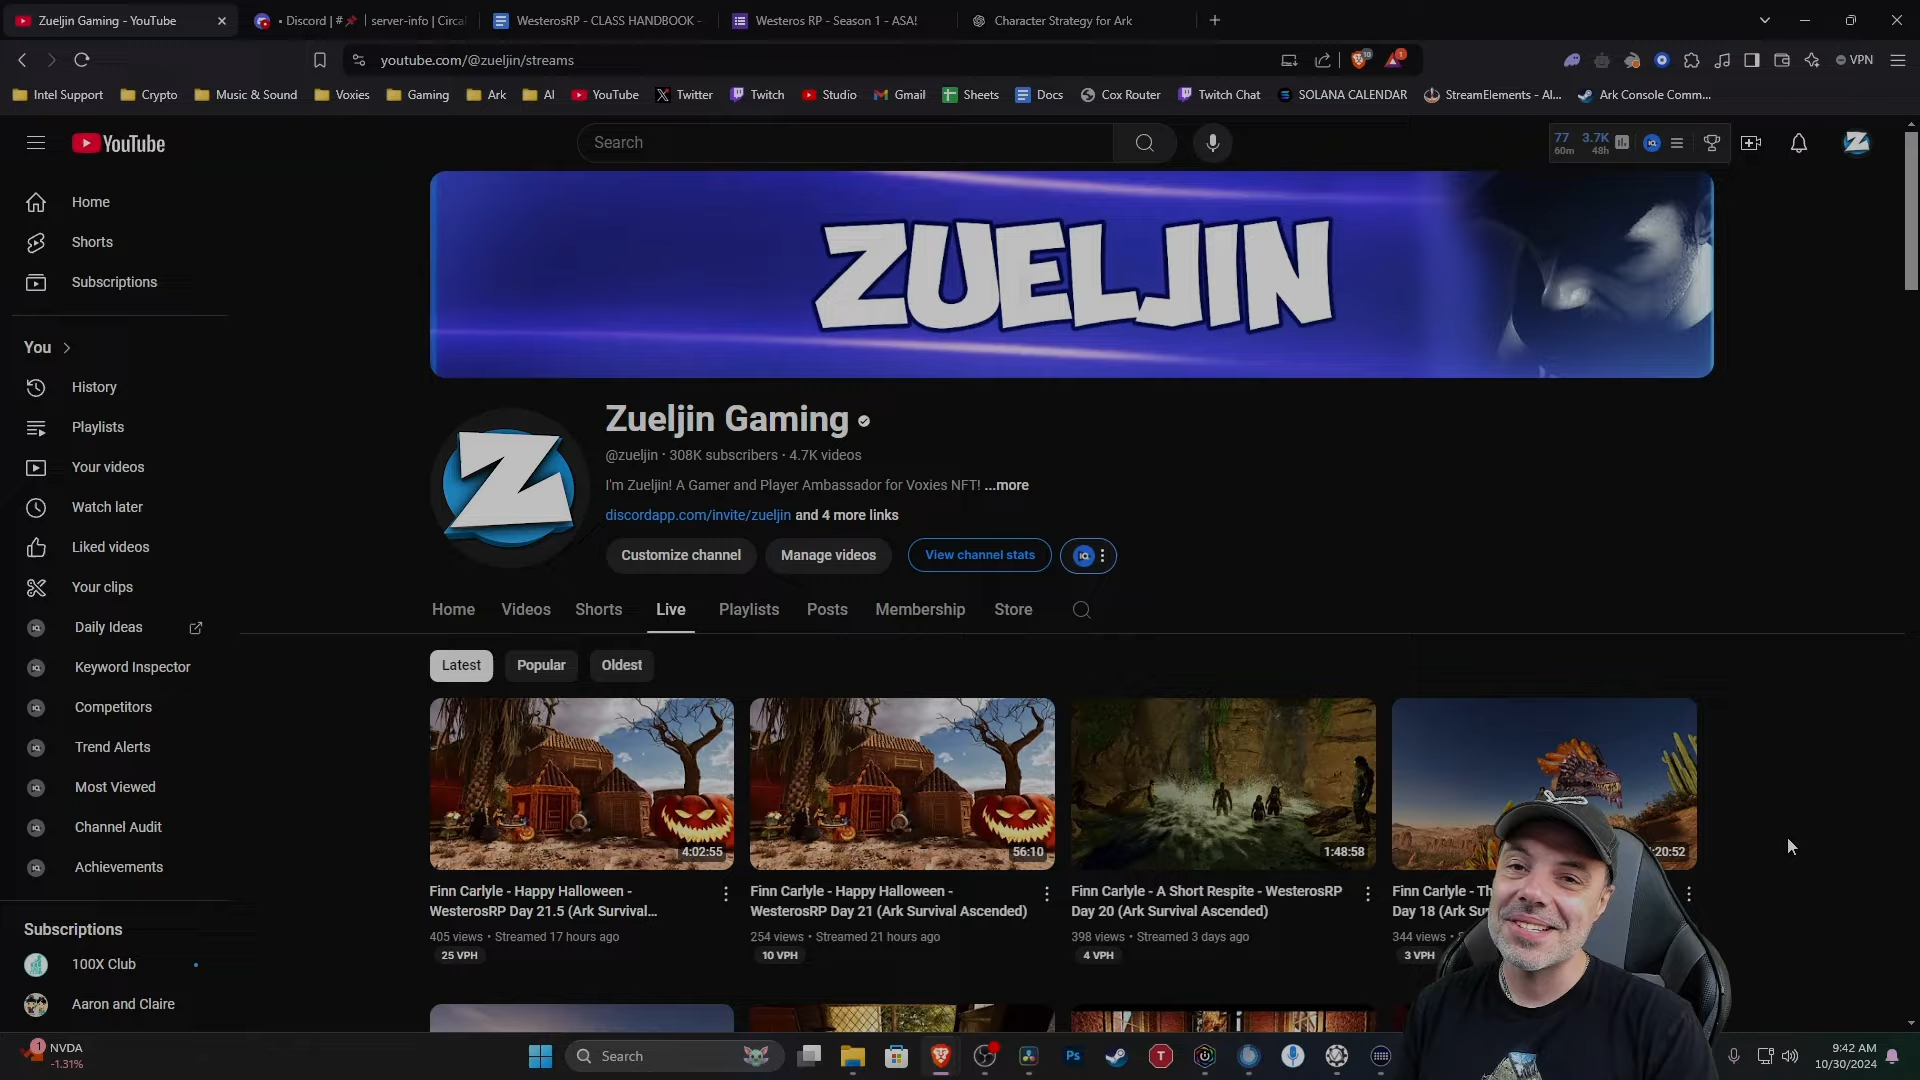 Zueljin Gaming - YouTube
Discord | # | server-info | Circa
WesterosRP - CLASS HANDBOOK -
Westeros RP - Season 1 - ASA!
Character Strategy for Ark
youtube.com/@zueljin/streams
10
1
VPN
Intel Support
Crypto
Music & Sound
Voxies
Gaming
Ark
AI
YouTube
Twitter
Twitch
Studio
Gmail
Sheets
Docs
Cox Router
Twitch Chat
SOLANA CALENDAR
StreamElements - Al...
Ark Console Comm...
YouTube
Search
77
60m
3.7K
48h
Home
Shorts
Subscriptions
You
History
Playlists
Your videos
Watch later
Liked videos
Your clips
Daily Ideas
Keyword Inspector
Competitors
Trend Alerts
Most Viewed
Channel Audit
Achievements
Subscriptions
100X Club
Aaron and Claire
ZUELJIN
Zueljin Gaming
@zueljin · 308K subscribers · 4.7K videos
I'm Zueljin! A Gamer and Player Ambassador for Voxies NFT! ...more
discordapp.com/invite/zueljin and 4 more links
Customize channel
Manage videos
View channel stats
Home
Videos
Shorts
Live
Playlists
Posts
Membership
Store
Latest
Popular
Oldest
4:02:55
56:10
1:48:58
:20:52
Finn Carlyle - Happy Halloween -
WesterosRP Day 21.5 (Ark Survival...
405 views • Streamed 17 hours ago
25 VPH
Finn Carlyle - Happy Halloween -
WesterosRP Day 21 (Ark Survival Ascended)
254 views • Streamed 21 hours ago
10 VPH
Finn Carlyle - A Short Respite - WesterosRP
Day 20 (Ark Survival Ascended)
398 views • Streamed 3 days ago
4 VPH
Finn Carlyle - Th
Day 18 (Ark Su
344 views •
3 VPH
1
NVDA
-1.31%
Search
Ps
T
9:42 AM
10/30/2024